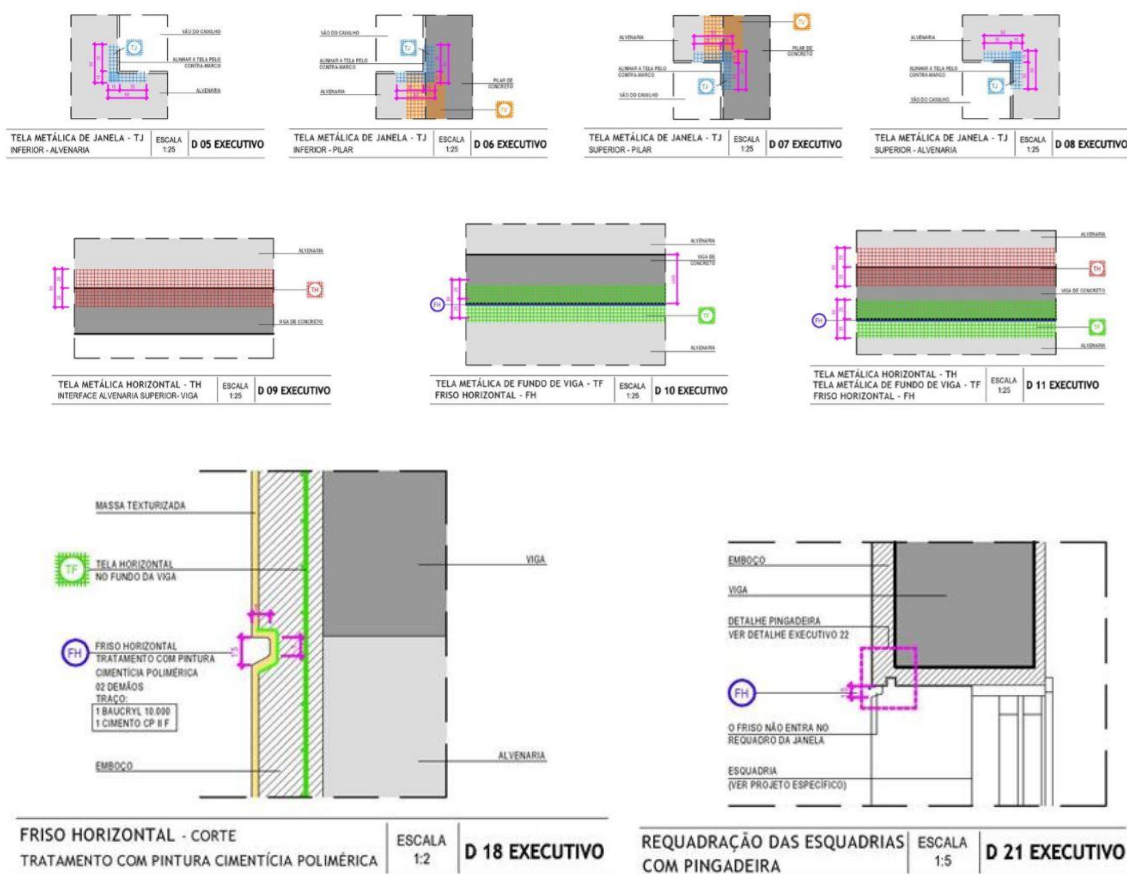 VÃO DO CAIXILHO
TJ
ALINHAR A TELA PELO
CONTRA-MARCO
ALVENARIA
TELA METÁLICA DE JANELA - TJ
INFERIOR - ALVENARIA
ESCALA
1:25
D 05 EXECUTIVO
VÃO DO CAIXILHO
TJ
ALINHAR A TELA PELO
CONTRA-MARCO
ALVENARIA
PILAR DE
CONCRETO
TV
TELA METÁLICA DE JANELA - TJ
INFERIOR - PILAR
ESCALA
1:25
D 06 EXECUTIVO
TV
ALVENARIA
PILAR DE
CONCRETO
ALINHAR A TELA PELO
CONTRA-MARCO
TJ
VÃO DO CAIXILHO
TELA METÁLICA DE JANELA - TJ
SUPERIOR - PILAR
ESCALA
1:25
D 07 EXECUTIVO
ALVENARIA
ALINHAR A TELA PELO
CONTRA-MARCO
TJ
VÃO DO CAIXILHO
TELA METÁLICA DE JANELA - TJ
SUPERIOR - ALVENARIA
ESCALA
1:25
D 08 EXECUTIVO
ALVENARIA
TH
VIGA DE CONCRETO
TELA METÁLICA HORIZONTAL - TH
INTERFACE ALVENARIA SUPERIOR- VIGA
ESCALA
1:25
D 09 EXECUTIVO
ALVENARIA
VIGA DE
CONCRETO
FH
TF
ALVENARIA
TELA METÁLICA DE FUNDO DE VIGA - TF
FRISO HORIZONTAL - FH
ESCALA
1:25
D 10 EXECUTIVO
ALVENARIA
TH
VIGA DE CONCRETO
FH
TF
ALVENARIA
TELA METÁLICA HORIZONTAL - TH
TELA METÁLICA DE FUNDO DE VIGA - TF
FRISO HORIZONTAL - FH
ESCALA
1:25
D 11 EXECUTIVO
MASSA TEXTURIZADA
TF
TELA HORIZONTAL
NO FUNDO DA VIGA
VIGA
FH
FRISO HORIZONTAL
TRATAMENTO COM PINTURA
CIMENTÍCIA POLIMÉRICA
02 DEMÃOS
TRAÇO:
1 BAUCRYL 10.000
1 CIMENTO CP II F
1,5
EMBOÇO
ALVENARIA
FRISO HORIZONTAL - CORTE
TRATAMENTO COM PINTURA CIMENTÍCIA POLIMÉRICA
ESCALA
1:2
D 18 EXECUTIVO
EMBOÇO
VIGA
DETALHE PINGADEIRA
VER DETALHE EXECUTIVO 22
FH
O FRISO NÃO ENTRA NO
REQUADRO DA JANELA
ESQUADRIA
(VER PROJETO ESPECÍFICO)
REQUADRAÇÃO DAS ESQUADRIAS
COM PINGADEIRA
ESCALA
1:5
D 21 EXECUTIVO